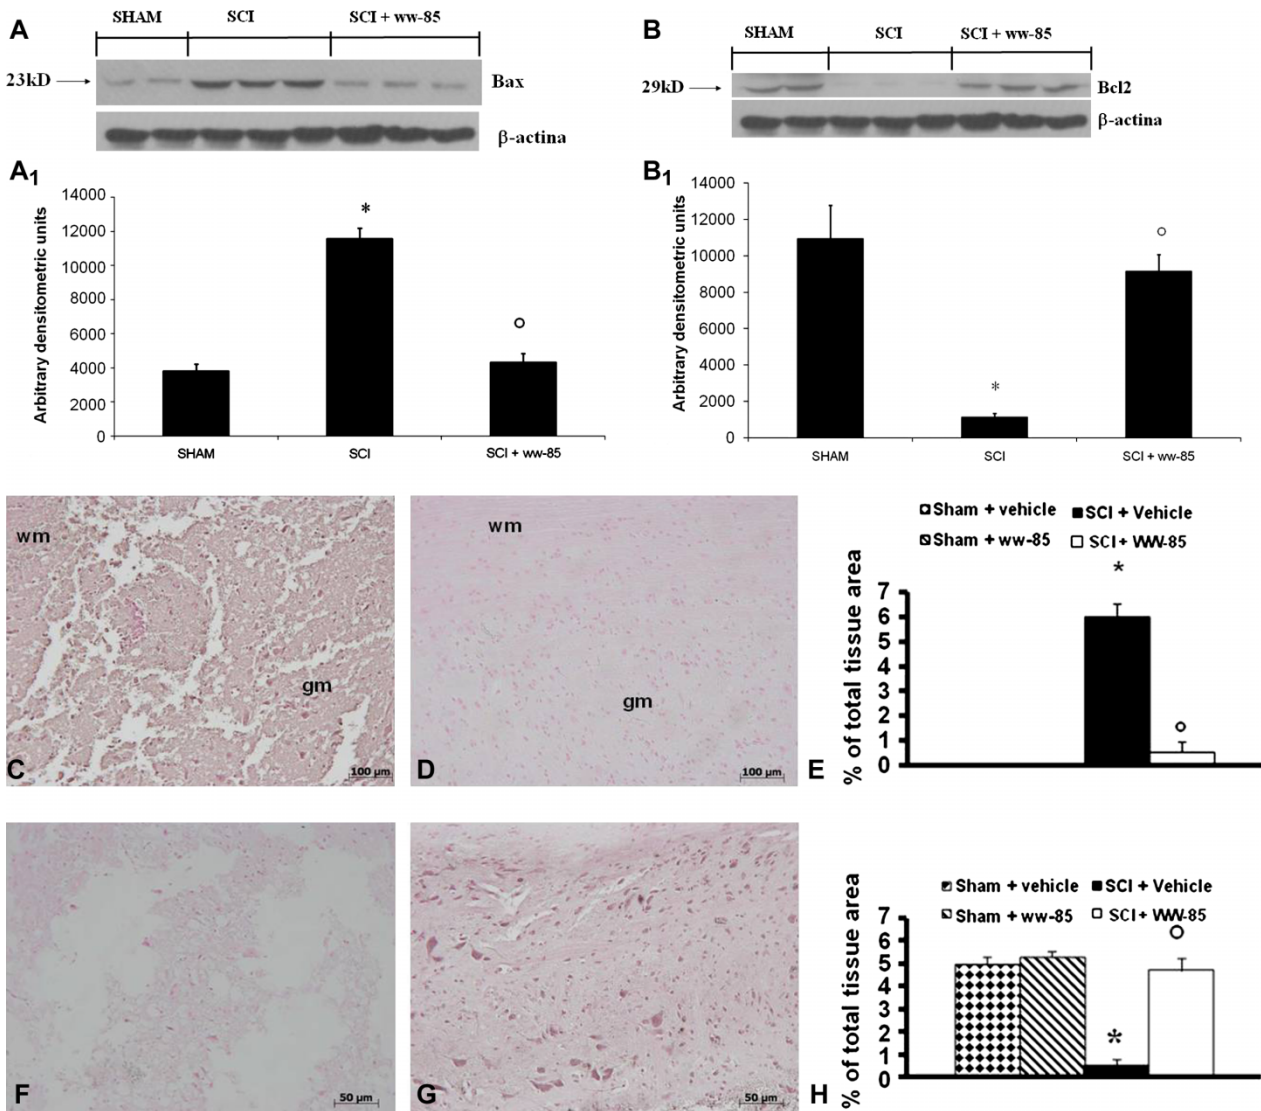 A
SHAM SCI SCI + ww-85
23kD Bax
β-actina
B
SHAM SCI SCI + ww-85
29kD Bcl2
β-actina
A1
Arbitrary densitometric units
14000
12000
10000
8000
6000
4000
2000
0
*
SHAM SCI SCI + ww-85
B1
Arbitrary densitometric units
14000
12000
10000
8000
6000
4000
2000
0
*
SHAM SCI SCI + ww-85
wm
gm
C 100 µm
wm
gm
D 100 µm
Sham + vehicle SCI + Vehicle
Sham + ww-85 SCI + WW-85
*
% of total tissue area
7
6
5
4
3
2
1
0
E
F 50 µm
G 50 µm
Sham + vehicle SCI + Vehicle
Sham + ww-85 SCI + WW-85
% of total tissue area
7
6
5
4
3
2
1
0
*
H